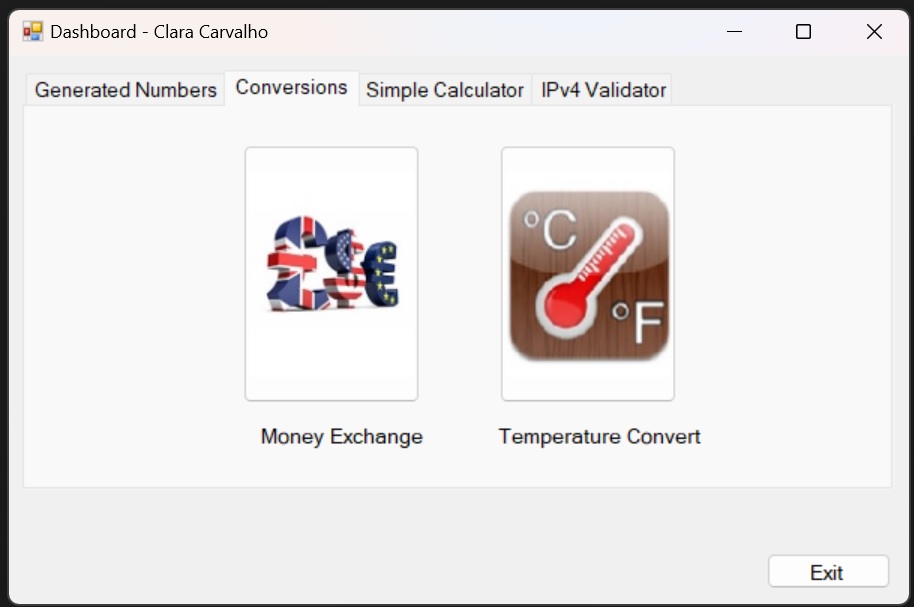 Dashboard - Clara Carvalho
Generated Numbers Conversions Simple Calculator IPv4 Validator
£$€ °C
°F
Money Exchange Temperature Convert
Exit